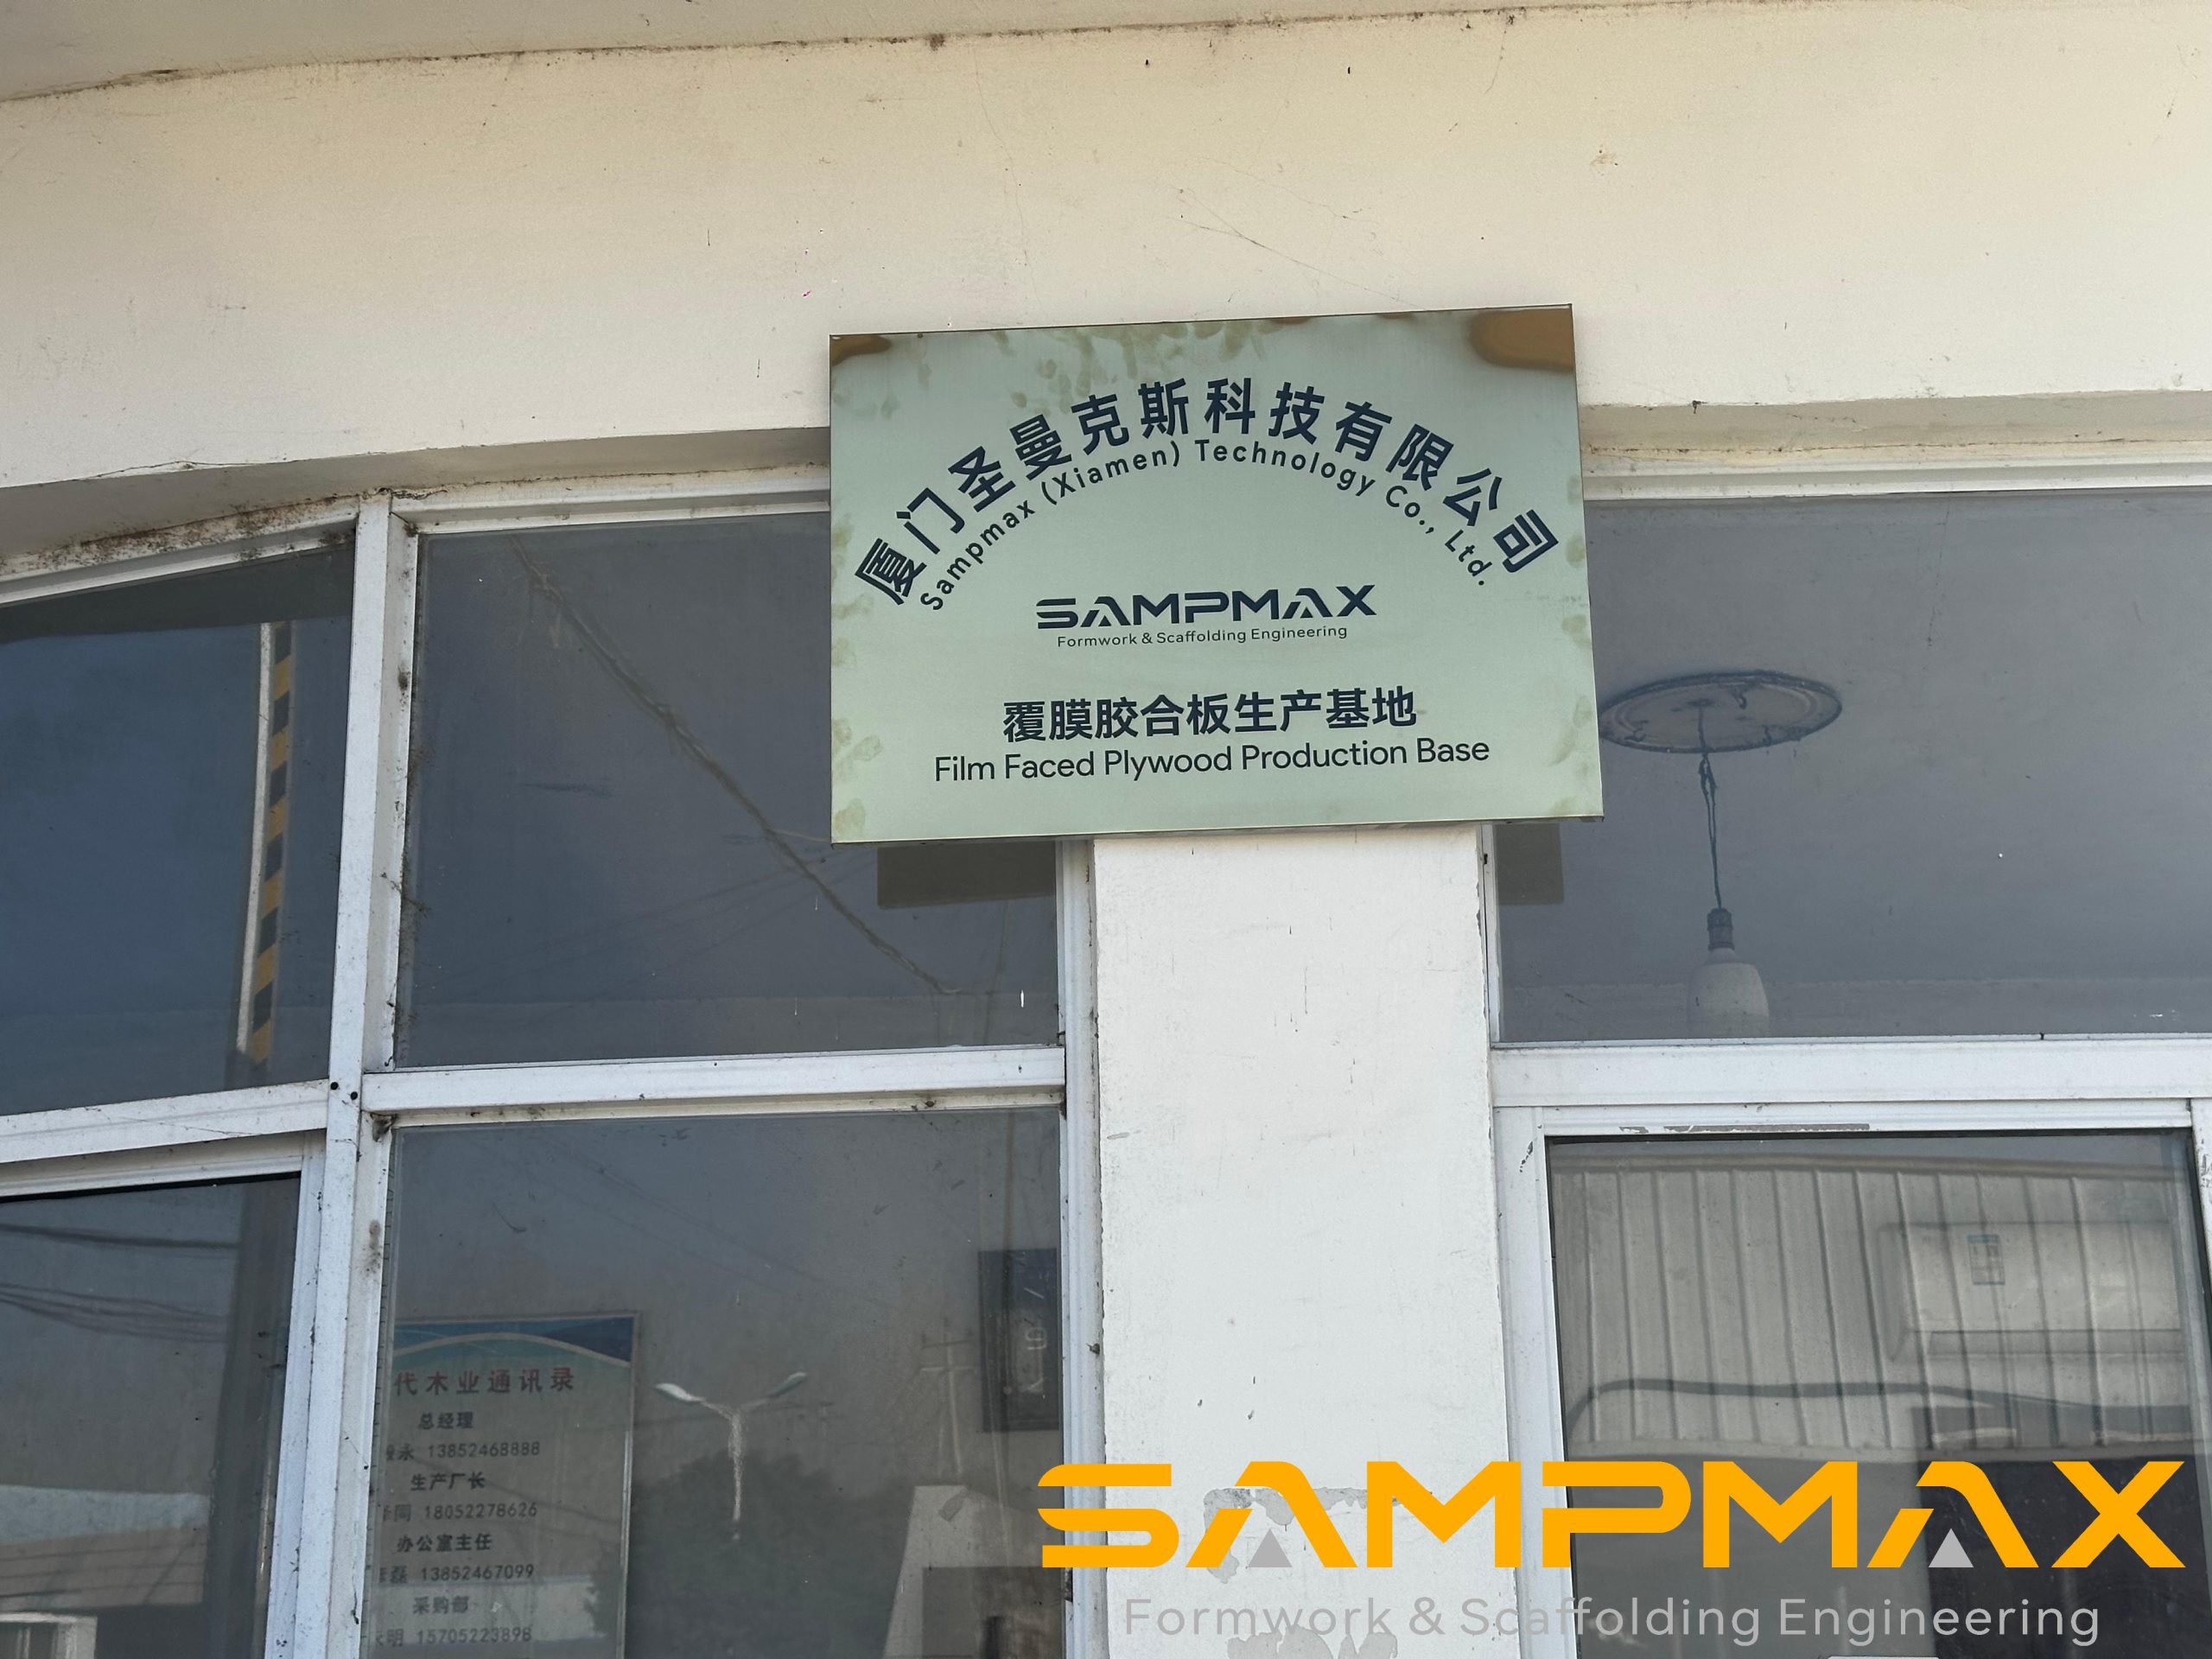 厦门圣曼克斯科技有限公司
Sampmax (Xiamen) Technology Co., Ltd.
SAMPMAX
Formwork & Scaffolding Engineering
覆膜胶合板生产基地
Film Faced Plywood Production Base
代木业通讯录
总经理
永 13852468888
生产厂长
18052278626
办公室主任
磊 13852467099
采购部
明 15705223898
SAMPMAX
Formwork & Scaffolding Engineering